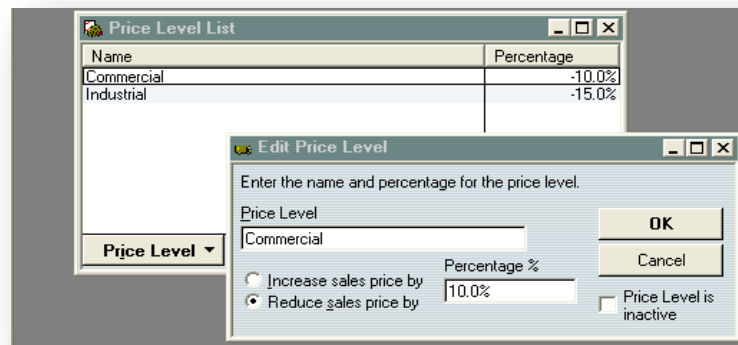 Price Level List
Name Percentage
Commercial -10.0%
Industrial -15.0%
Price Level
Edit Price Level
Enter the name and percentage for the price level.
Price Level
Commercial
Percentage %
Increase sales price by
Reduce sales price by
10.0%
OK
Cancel
Price Level is
inactive